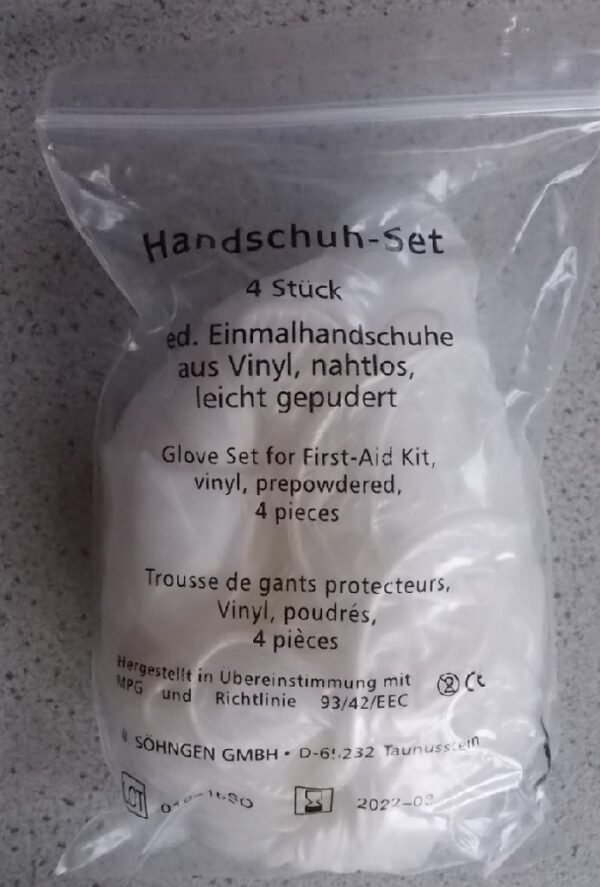 Handschuh-Set
4 Stück
ed. Einmalhandschuhe
aus Vinyl, nahtlos,
leicht gepudert
Glove Set for First-Aid Kit,
vinyl, prepowdered,
4 pieces
Trousse de gants protecteurs,
Vinyl, poudrés,
4 pièces
Hergestellt in Übereinstimmung mit
MPG und Richtlinie 93/42/EEC
SÖHNGEN GMBH • Taunusstein
LOT